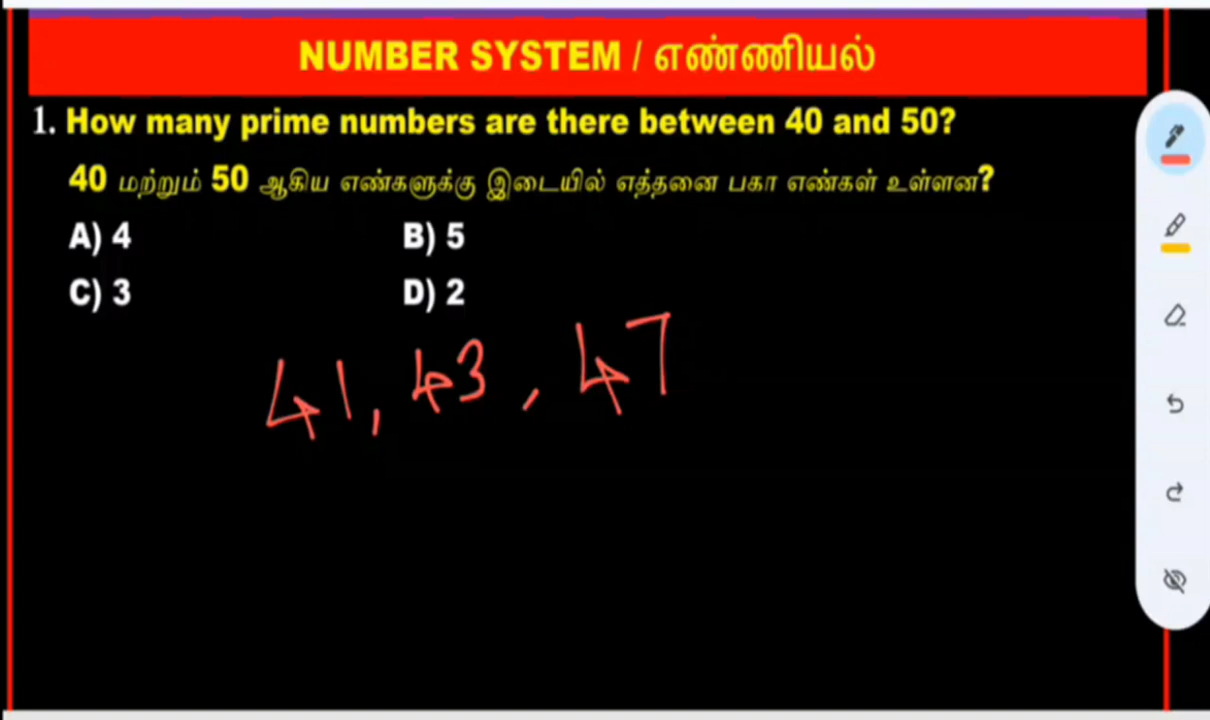 NUMBER SYSTEM / எண்ணியல்
1. How many prime numbers are there between 40 and 50?
40 மற்றும் 50 ஆகிய எண்களுக்கு இடையில் எத்தனை பகா எண்கள் உள்ளன?
A) 4 B) 5
C) 3 D) 2
41, 43, 47